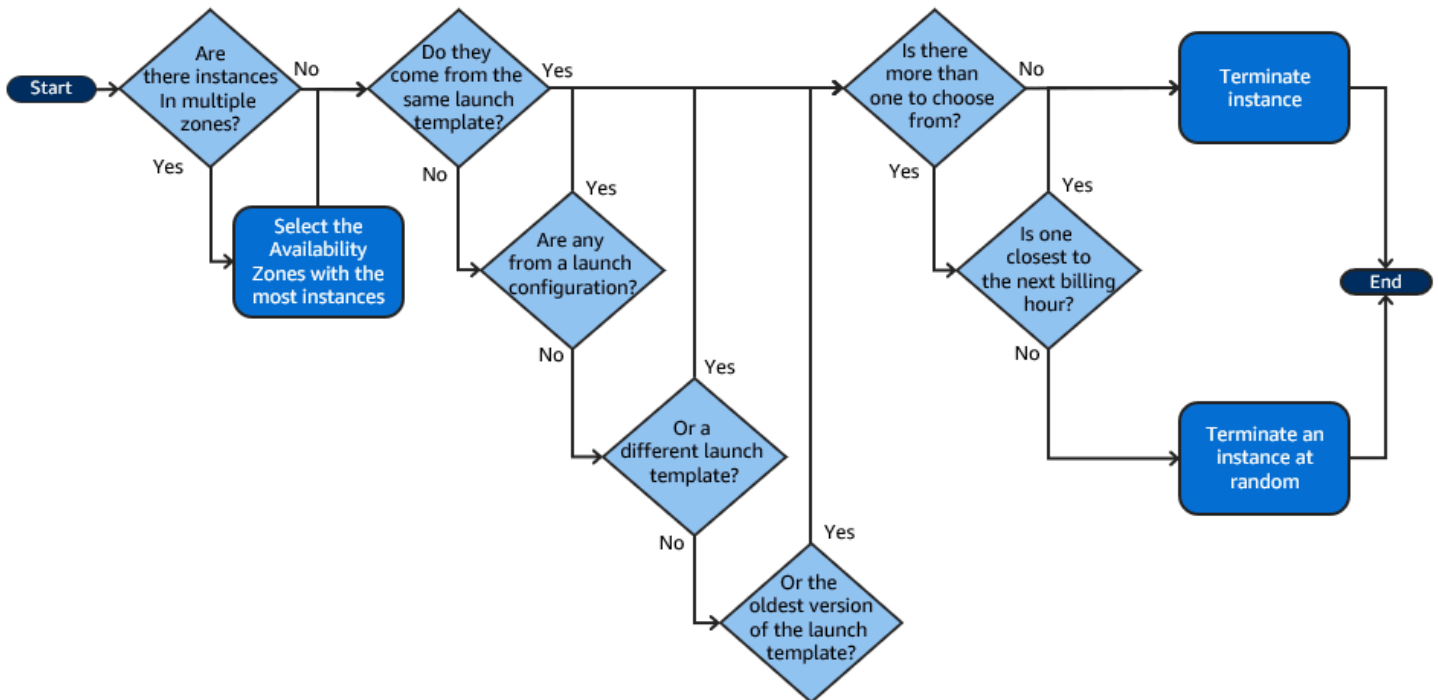 Start
Are
there instances
In multiple
zones?
No
Yes
Select the
Availability
Zones with the
most instances
Do they
come from the
same launch
template?
Yes
No
Are any
from a launch
configuration?
Yes
No
Or a
different launch
template?
Yes
No
Or the
oldest version
of the launch
template?
Yes
Is there
more than
one to choose
from?
No
Yes
Is one
closest to
the next billing
hour?
Yes
No
Terminate
instance
Terminate an
instance at
random
End